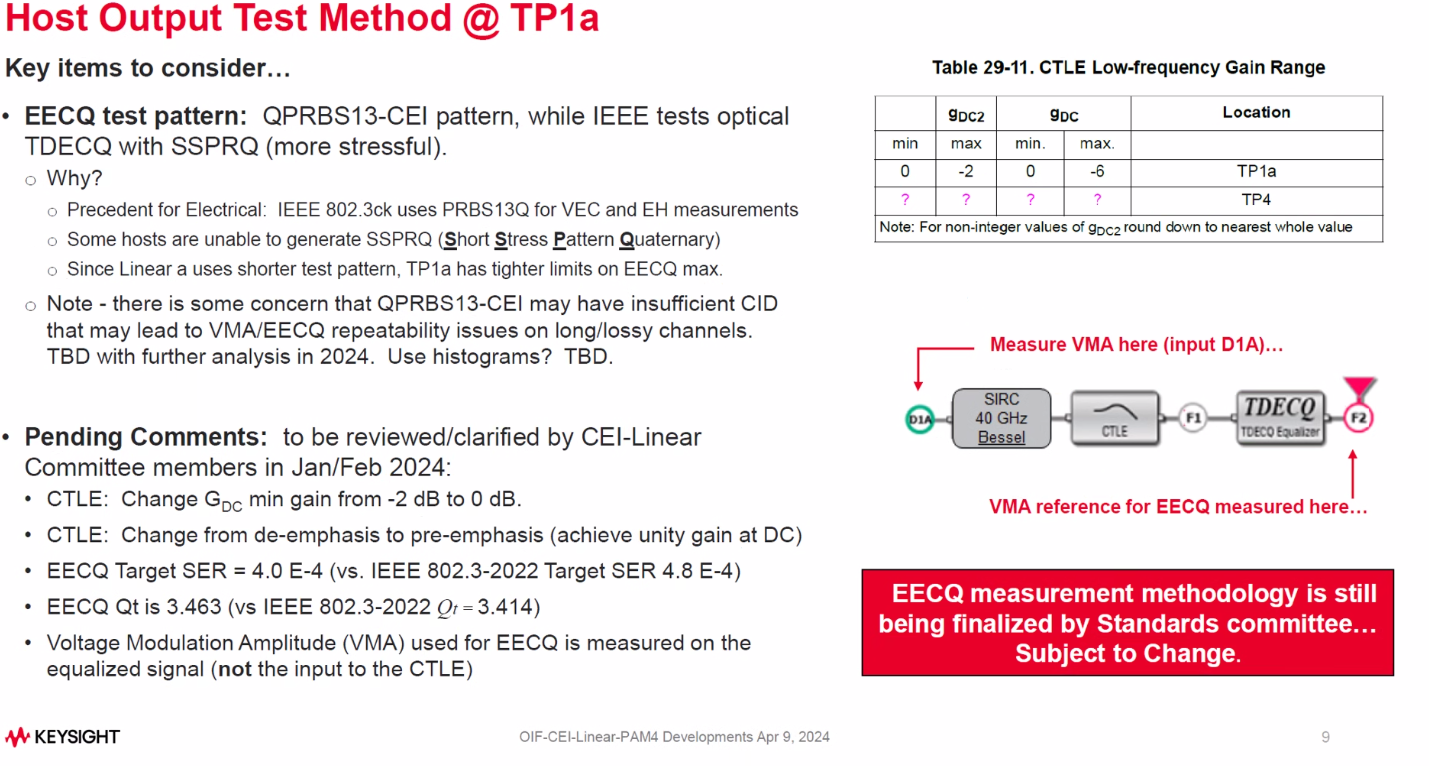 Host Output Test Method @ TP1a
Key items to consider…
• EECQ test pattern: QPRBS13-CEI pattern, while IEEE tests optical
TDECQ with SSPRQ (more stressful).
○ Why?
○ Precedent for Electrical: IEEE 802.3ck uses PRBS13Q for VEC and EH measurements
○ Some hosts are unable to generate SSPRQ (Short Stress Pattern Quaternary)
○ Since Linear a uses shorter test pattern, TP1a has tighter limits on EECQ max.
○ Note - there is some concern that QPRBS13-CEI may have insufficient CID
that may lead to VMA/EECQ repeatability issues on long/lossy channels.
TBD with further analysis in 2024. Use histograms? TBD.
• Pending Comments: to be reviewed/clarified by CEI-Linear
Committee members in Jan/Feb 2024:
• CTLE: Change GDC min gain from -2 dB to 0 dB.
• CTLE: Change from de-emphasis to pre-emphasis (achieve unity gain at DC)
• EECQ Target SER = 4.0 E-4 (vs. IEEE 802.3-2022 Target SER 4.8 E-4)
• EECQ Qt is 3.463 (vs IEEE 802.3-2022 Qt = 3.414)
• Voltage Modulation Amplitude (VMA) used for EECQ is measured on the
equalized signal (not the input to the CTLE)
Table 29-11. CTLE Low-frequency Gain Range
gDC2 gDC Location
min max min. max.
0 -2 0 -6 TP1a
? ? ? ? TP4
Note: For non-integer values of gDC2 round down to nearest whole value
Measure VMA here (input D1A)…
D1A
SIRC
40 GHz
Bessel
CTLE
F1
TDECQ
TDECQ Equalizer
F2
VMA reference for EECQ measured here…
EECQ measurement methodology is still
being finalized by Standards committee…
Subject to Change.
KEYSIGHT
OIF-CEI-Linear-PAM4 Developments Apr 9, 2024
9